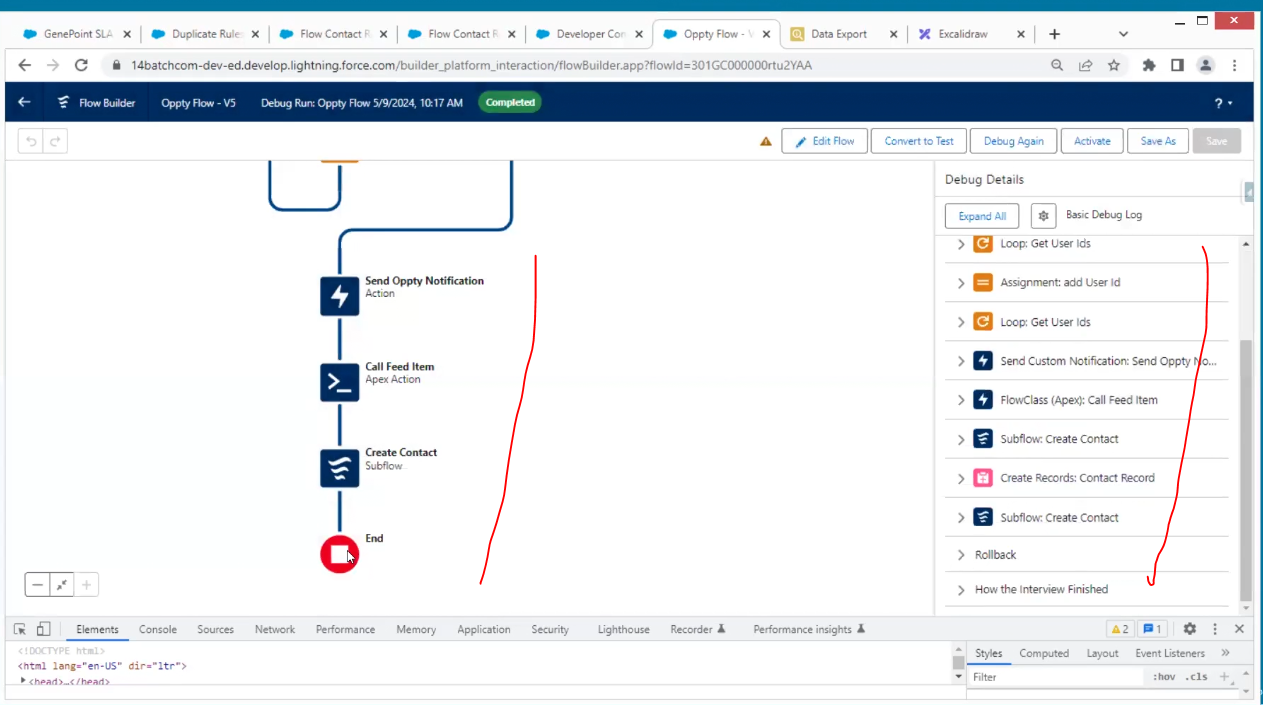 GenePoint SLA
Duplicate Rules
Flow Contact R
Flow Contact R
Developer Con
Oppty Flow - V
Data Export
Excalidraw
14batchcom-dev-ed.develop.lightning.force.com/builder_platform_interaction/flowBuilder.app?flowId=301GC000000rtu2YAA
Flow Builder
Oppty Flow - V5
Debug Run: Oppty Flow 5/9/2024, 10:17 AM
Completed
?
Edit Flow
Convert to Test
Debug Again
Activate
Save As
Save
Send Oppty Notification
Action
Call Feed Item
Apex Action
Create Contact
Subflow
End
Debug Details
Expand All
Basic Debug Log
Loop: Get User Ids
Assignment: add User Id
Loop: Get User Ids
Send Custom Notification: Send Oppty No...
FlowClass (Apex): Call Feed Item
Subflow: Create Contact
Create Records: Contact Record
Subflow: Create Contact
Rollback
How the Interview Finished
Elements
Console
Sources
Network
Performance
Memory
Application
Security
Lighthouse
Recorder
Performance insights
2
1
<!DOCTYPE html>
<html lang="en-US" dir="ltr">
<head>…</head>
Styles
Computed
Layout
Event Listeners
Filter
:hov
.cls